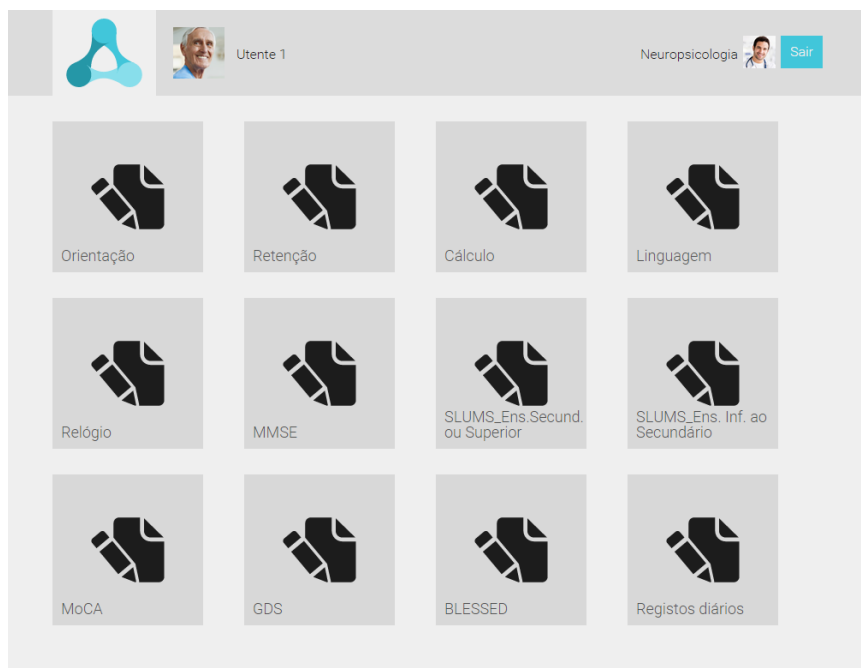 Utente 1
Neuropsicologia
Sair
Orientação
Retenção
Cálculo
Linguagem
Relógio
MMSE
SLUMS_Ens.Secund.
ou Superior
SLUMS_Ens. Inf. ao
Secundário
MoCA
GDS
BLESSED
Registos diários